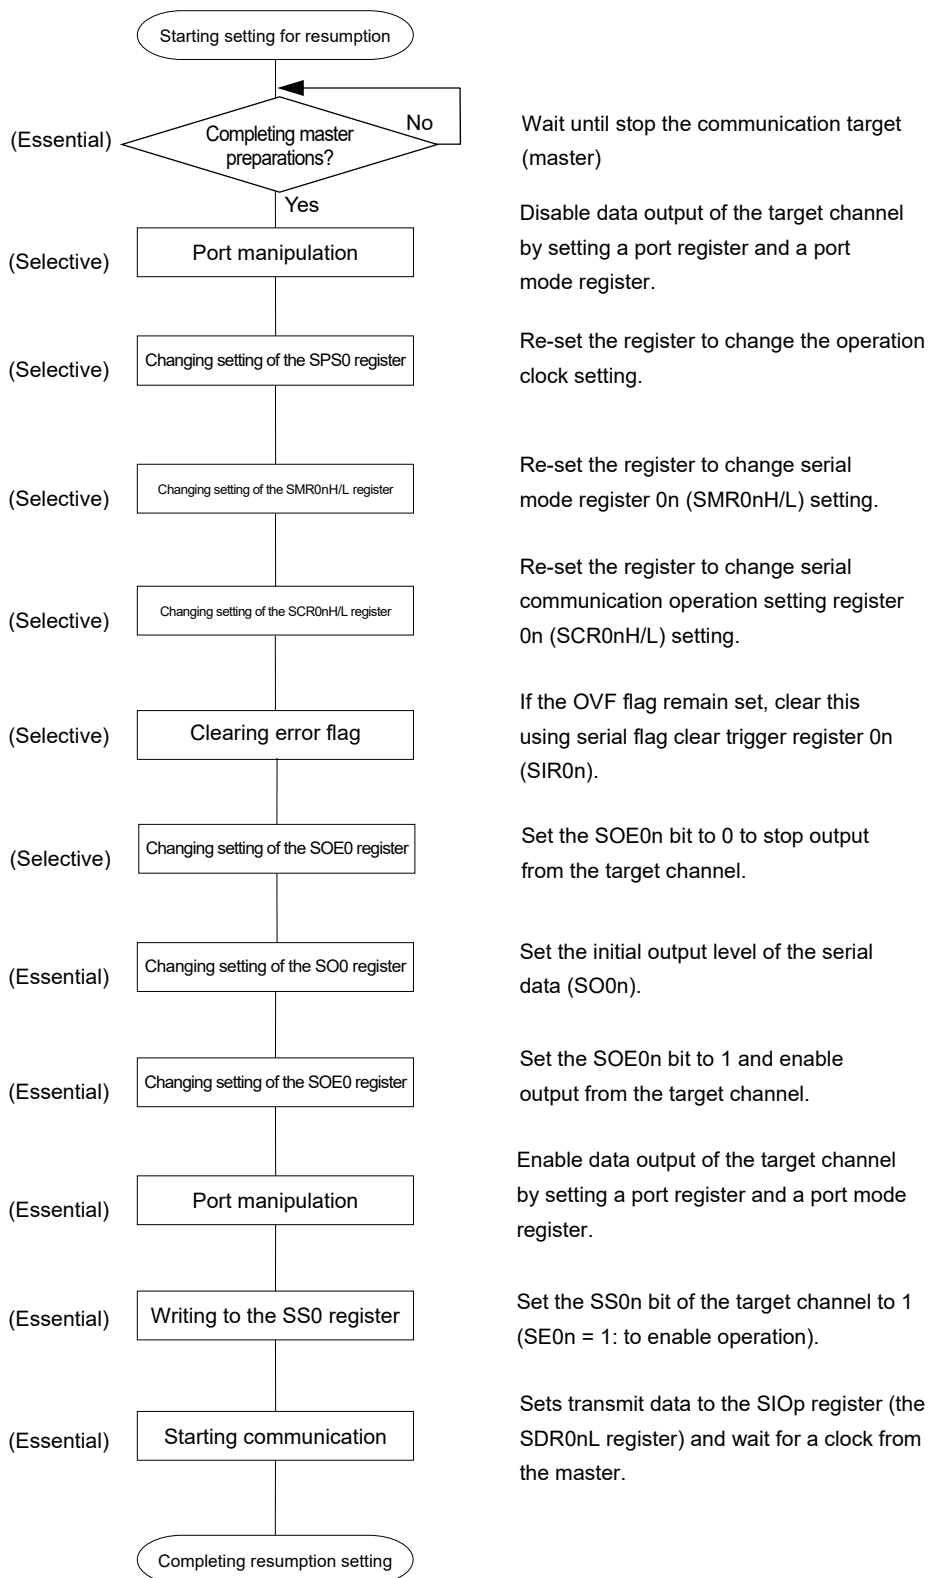 Starting setting for resumption
(Essential)
Completing master
preparations?
No
Wait until stop the communication target
(master)
Yes
(Selective)
Port manipulation
Disable data output of the target channel
by setting a port register and a port
mode register.
(Selective)
Changing setting of the SPS0 register
Re-set the register to change the operation
clock setting.
(Selective)
Changing setting of the SMR0nH/L register
Re-set the register to change serial
mode register 0n (SMR0nH/L) setting.
(Selective)
Changing setting of the SCR0nH/L register
Re-set the register to change serial
communication operation setting register
0n (SCR0nH/L) setting.
(Selective)
Clearing error flag
If the OVF flag remain set, clear this
using serial flag clear trigger register 0n
(SIR0n).
(Selective)
Changing setting of the SOE0 register
Set the SOE0n bit to 0 to stop output
from the target channel.
(Essential)
Changing setting of the SO0 register
Set the initial output level of the serial
data (SO0n).
(Essential)
Changing setting of the SOE0 register
Set the SOE0n bit to 1 and enable
output from the target channel.
(Essential)
Port manipulation
Enable data output of the target channel
by setting a port register and a port mode
register.
(Essential)
Writing to the SS0 register
Set the SS0n bit of the target channel to 1
(SE0n = 1: to enable operation).
(Essential)
Starting communication
Sets transmit data to the SIOp register (the
SDR0nL register) and wait for a clock from
the master.
Completing resumption setting